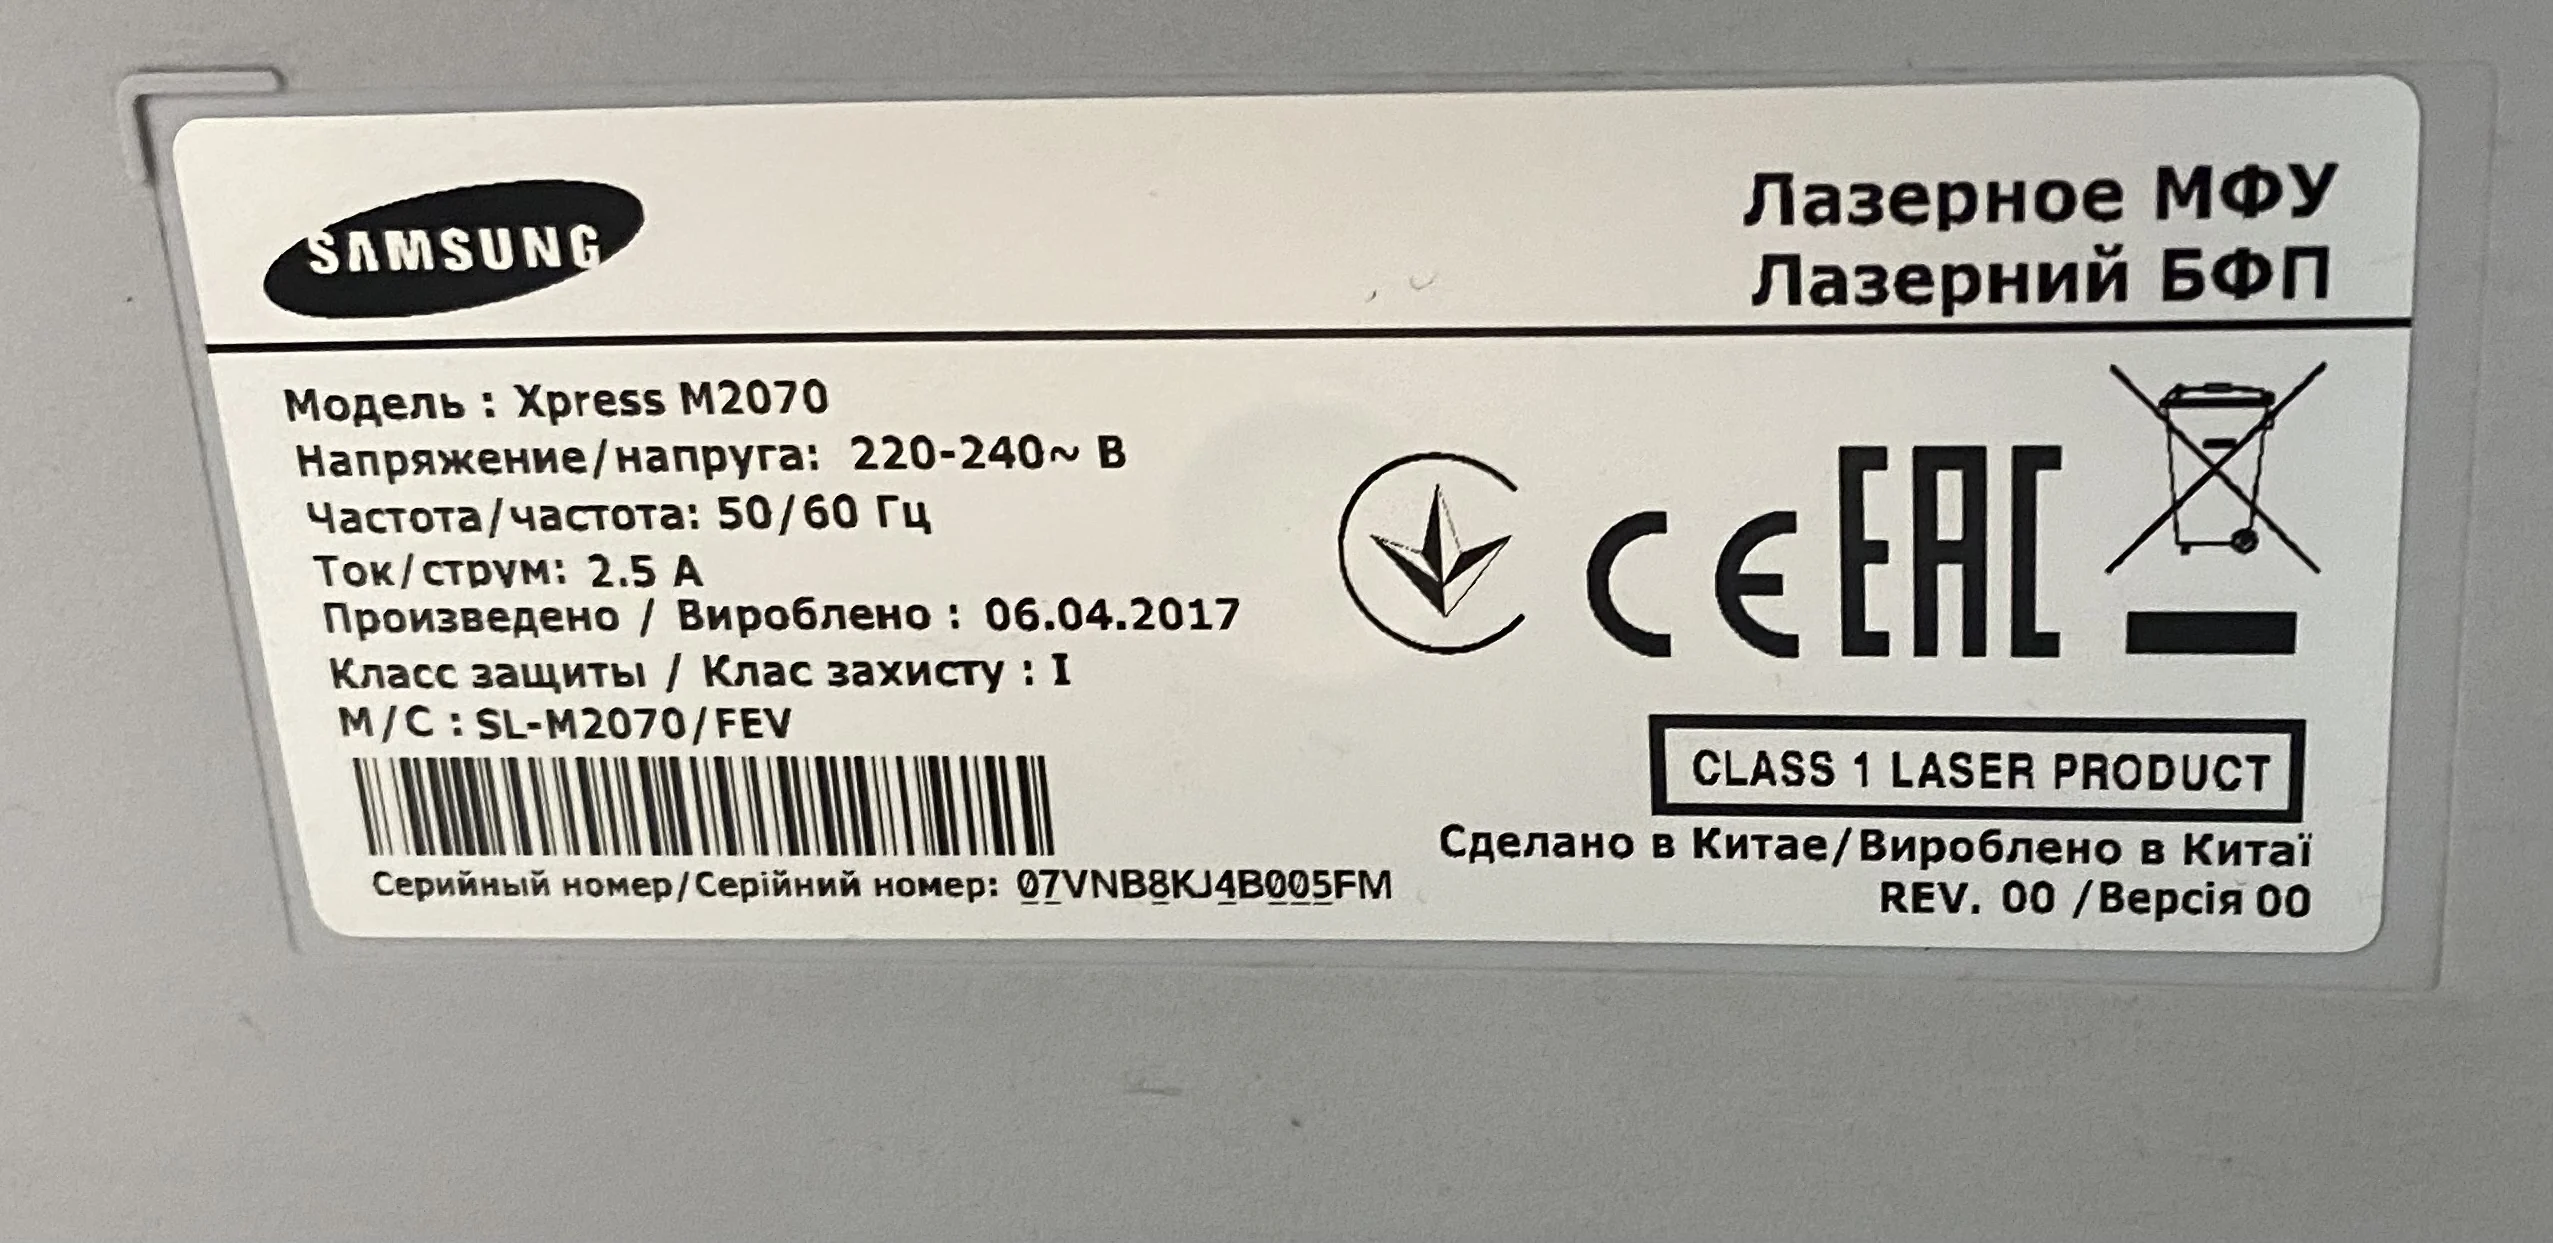 SAMSUNG
Лазерное МФУ
Лазерний БФП
Модель : Xpress M2070
Напряжение/напруга: 220-240~ В
Частота/частота: 50/60 Гц
Ток/струм: 2.5 А
Произведено / Вироблено : 06.04.2017
Класс защиты / Клас захисту : I
M/C : SL-M2070/FEV
Серийный номер/Серійний номер: 07VNB8KJ4B005FM
CE EAC
CLASS 1 LASER PRODUCT
Сделано в Китае/Вироблено в Китаї
REV. 00 /Версія 00